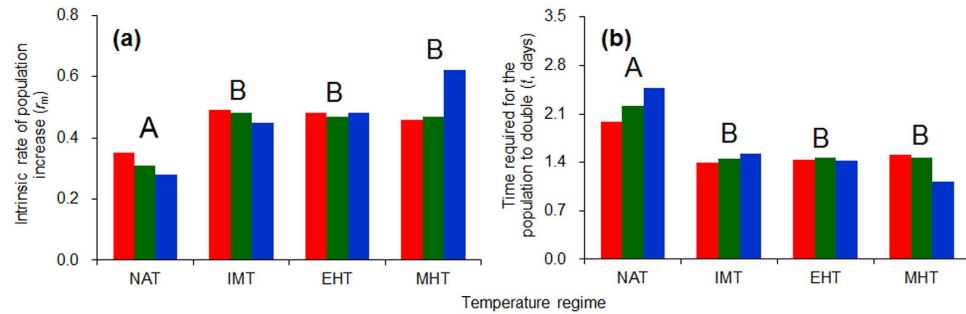 (a)
Intrinsic rate of population
increase (rm)
0.8
0.6
0.4
0.2
0.0
A
B
B
B
NAT IMT EHT MHT
(b)
Time required for the
population to double (t, days)
3.5
2.8
2.1
1.4
0.7
0.0
A
B
B
B
NAT IMT EHT MHT
Temperature regime